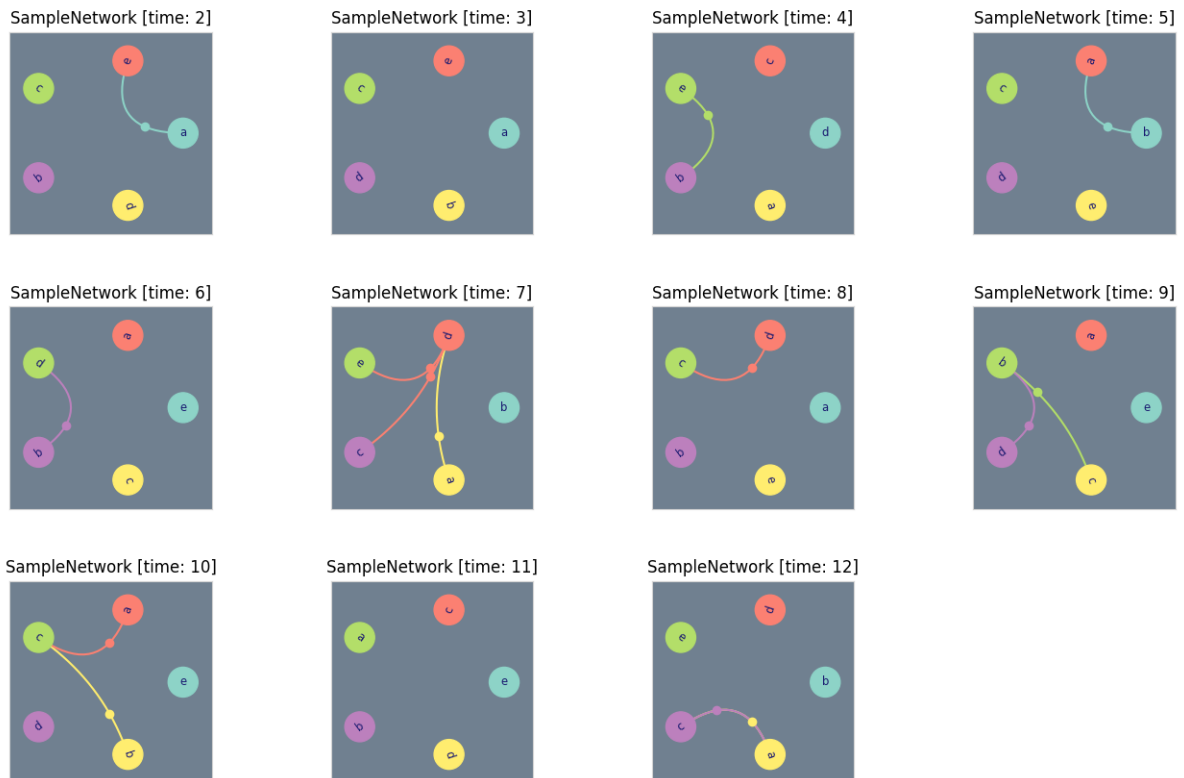 SampleNetwork [time: 2]
e
c
a
b
d
SampleNetwork [time: 3]
e
c
a
d
b
SampleNetwork [time: 4]
c
e
d
b
a
SampleNetwork [time: 5]
a
c
b
d
e
SampleNetwork [time: 6]
a
d
e
b
c
SampleNetwork [time: 7]
d
e
b
c
a
SampleNetwork [time: 8]
d
c
a
b
e
SampleNetwork [time: 9]
a
b
e
d
c
SampleNetwork [time: 10]
a
c
e
d
b
SampleNetwork [time: 11]
c
a
e
b
d
SampleNetwork [time: 12]
d
e
b
c
a